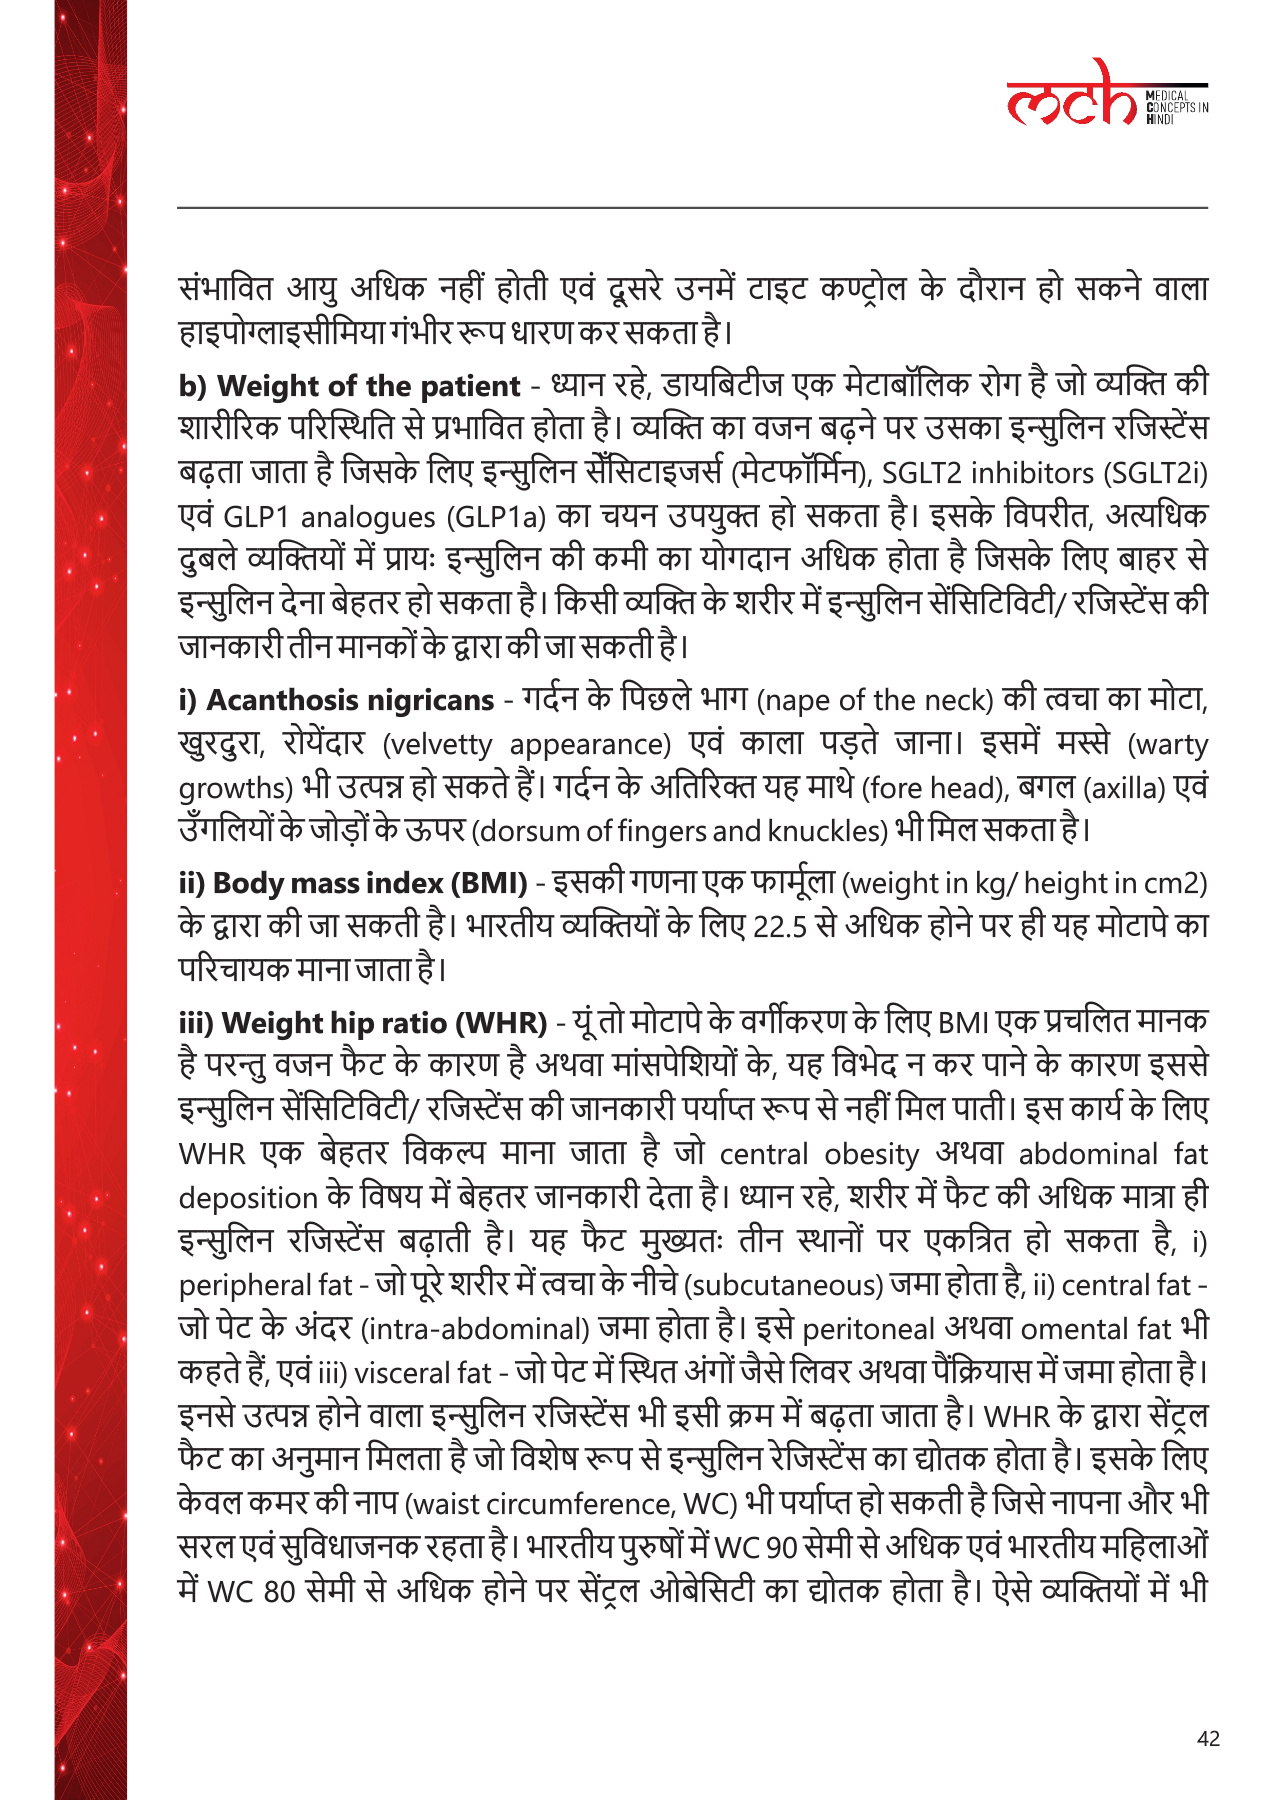 mch MEDICAL
CONCEPTS IN
HINDI
संभावित आयु अधिक नहीं होती एवं दूसरे उनमें टाइट कण्ट्रोल के दौरान हो सकने वाला
हाइपोग्लाइसीमिया गंभीर रूप धारण कर सकता है।
b) Weight of the patient - ध्यान रहे, डायबिटीज एक मेटाबॉलिक रोग है जो व्यक्ति की
शारीरिक परिस्थिति से प्रभावित होता है। व्यक्ति का वजन बढ़ने पर उसका इन्सुलिन रजिस्टेंस
बढ़ता जाता है जिसके लिए इन्सुलिन सेँसिटाइजर्स (मेटफॉर्मिन), SGLT2 inhibitors (SGLT2i)
एवं GLP1 analogues (GLP1a) का चयन उपयुक्त हो सकता है। इसके विपरीत, अत्यधिक
दुबले व्यक्तियों में प्रायः इन्सुलिन की कमी का योगदान अधिक होता है जिसके लिए बाहर से
इन्सुलिन देना बेहतर हो सकता है। किसी व्यक्ति के शरीर में इन्सुलिन सेंसिटिविटी/ रजिस्टेंस की
जानकारी तीन मानकों के द्वारा की जा सकती है।
i) Acanthosis nigricans - गर्दन के पिछले भाग (nape of the neck) की त्वचा का मोटा,
खुरदुरा, रोयेंदार (velvetty appearance) एवं काला पड़ते जाना। इसमें मस्से (warty
growths) भी उत्पन्न हो सकते हैं। गर्दन के अतिरिक्त यह माथे (fore head), बगल (axilla) एवं
उँगलियों के जोड़ों के ऊपर (dorsum of fingers and knuckles) भी मिल सकता है।
ii) Body mass index (BMI) - इसकी गणना एक फार्मूला (weight in kg/ height in cm2)
के द्वारा की जा सकती है। भारतीय व्यक्तियों के लिए 22.5 से अधिक होने पर ही यह मोटापे का
परिचायक माना जाता है।
iii) Weight hip ratio (WHR) - यूं तो मोटापे के वर्गीकरण के लिए BMI एक प्रचलित मानक
है परन्तु वजन फैट के कारण है अथवा मांसपेशियों के, यह विभेद न कर पाने के कारण इससे
इन्सुलिन सेंसिटिविटी/ रजिस्टेंस की जानकारी पर्याप्त रूप से नहीं मिल पाती। इस कार्य के लिए
WHR एक बेहतर विकल्प माना जाता है जो central obesity अथवा abdominal fat
deposition के विषय में बेहतर जानकारी देता है। ध्यान रहे, शरीर में फैट की अधिक मात्रा ही
इन्सुलिन रजिस्टेंस बढ़ाती है। यह फैट मुख्यतः तीन स्थानों पर एकत्रित हो सकता है, i)
peripheral fat - जो पूरे शरीर में त्वचा के नीचे (subcutaneous) जमा होता है, ii) central fat -
जो पेट के अंदर (intra-abdominal) जमा होता है। इसे peritoneal अथवा omental fat भी
कहते हैं, एवं iii) visceral fat - जो पेट में स्थित अंगों जैसे लिवर अथवा पैंक्रियास में जमा होता है।
इनसे उत्पन्न होने वाला इन्सुलिन रजिस्टेंस भी इसी क्रम में बढ़ता जाता है। WHR के द्वारा सेंट्रल
फैट का अनुमान मिलता है जो विशेष रूप से इन्सुलिन रेजिस्टेंस का द्योतक होता है। इसके लिए
केवल कमर की नाप (waist circumference, WC) भी पर्याप्त हो सकती है जिसे नापना और भी
सरल एवं सुविधाजनक रहता है। भारतीय पुरुषों में WC 90 सेमी से अधिक एवं भारतीय महिलाओं
में WC 80 सेमी से अधिक होने पर सेंट्रल ओबेसिटी का द्योतक होता है। ऐसे व्यक्तियों में भी
42